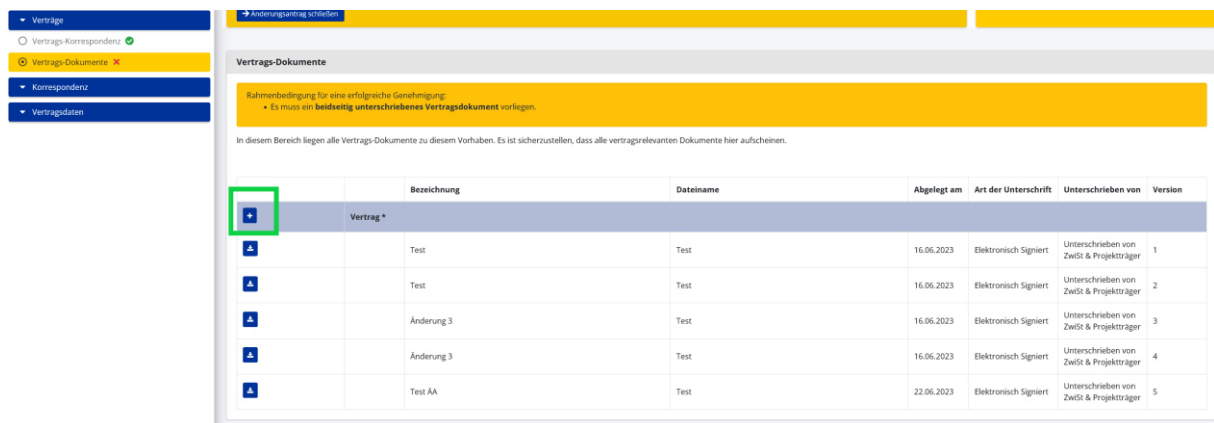 Verträge
Vertrags-Korrespondenz
Vertrags-Dokumente
Korrespondenz
Vertragsdaten
Änderungsantrag schließen
Vertrags-Dokumente
Rahmenbedingung für eine erfolgreiche Genehmigung:
• Es muss ein beidseitig unterschriebenes Vertragsdokument vorliegen.
In diesem Bereich liegen alle Vertrags-Dokumente zu diesem Vorhaben. Es ist sicherzustellen, dass alle vertragsrelevanten Dokumente hier aufscheinen.
Bezeichnung Dateiname Abgelegt am Art der Unterschrift Unterschrieben von Version
Vertrag *
Test Test 16.06.2023 Elektronisch Signiert Unterschrieben von ZwiSt & Projektträger 1
Test Test 16.06.2023 Elektronisch Signiert Unterschrieben von ZwiSt & Projektträger 2
Änderung 3 Test 16.06.2023 Elektronisch Signiert Unterschrieben von ZwiSt & Projektträger 3
Änderung 3 Test 16.06.2023 Elektronisch Signiert Unterschrieben von ZwiSt & Projektträger 4
Test ÄA Test 22.06.2023 Elektronisch Signiert Unterschrieben von ZwiSt & Projektträger 5